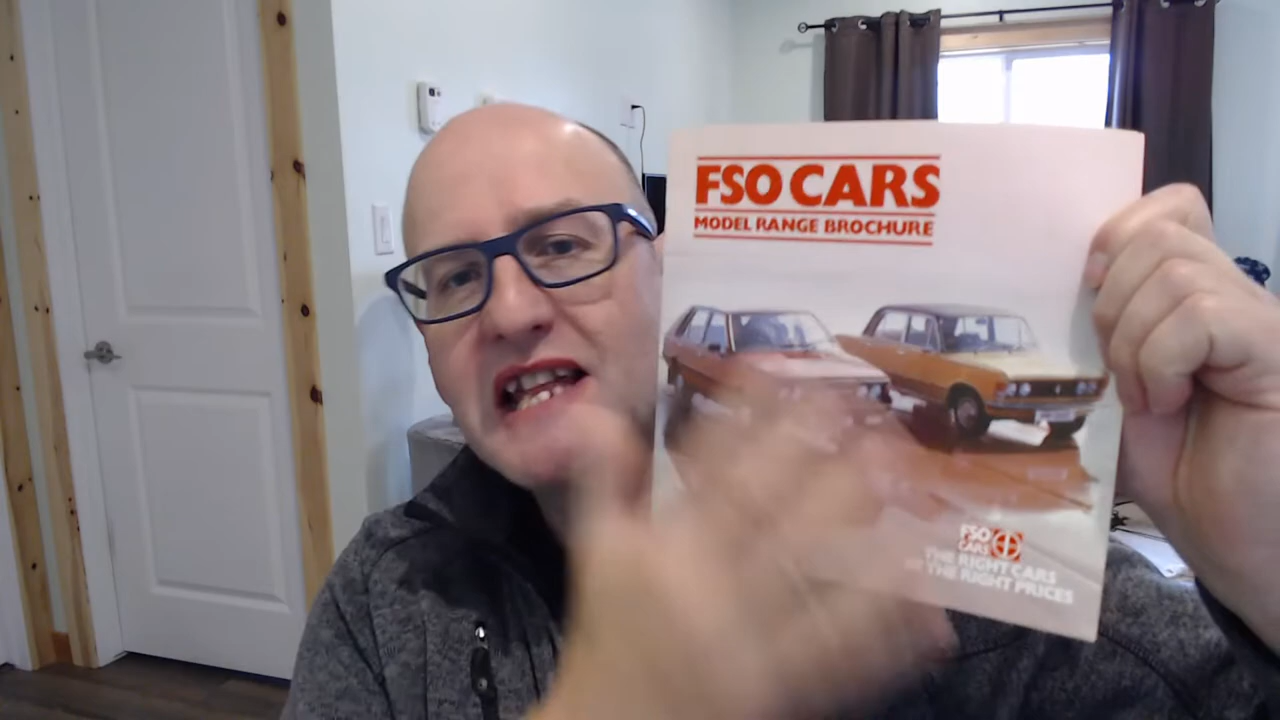 FSO CARS
MODEL RANGE BROCHURE
FSO
CARS
THE RIGHT CARS
AT THE RIGHT PRICES